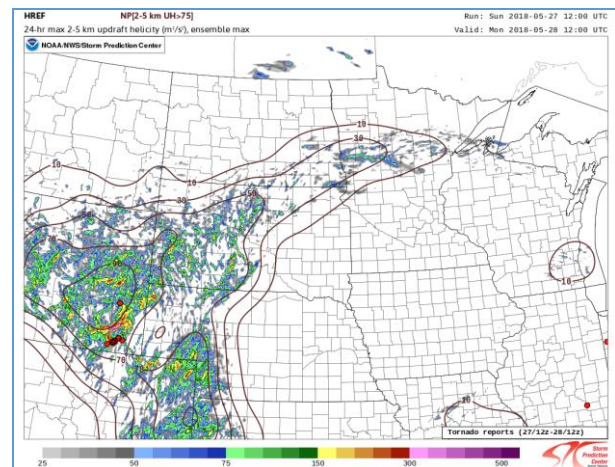 HREF NP[2-5 km UH>75] Run: Sun 2018-05-27 12:00 UTC
24-hr max 2-5 km updraft helicity (m²/s²), ensemble max Valid: Mon 2018-05-28 12:00 UTC
NOAA/NWS/Storm Prediction Center
10
30
10
10
10
30
50
10
70
10
Tornado reports (27/12z-28/12z)
25 50 75 150 300 500
Storm
Prediction
Center